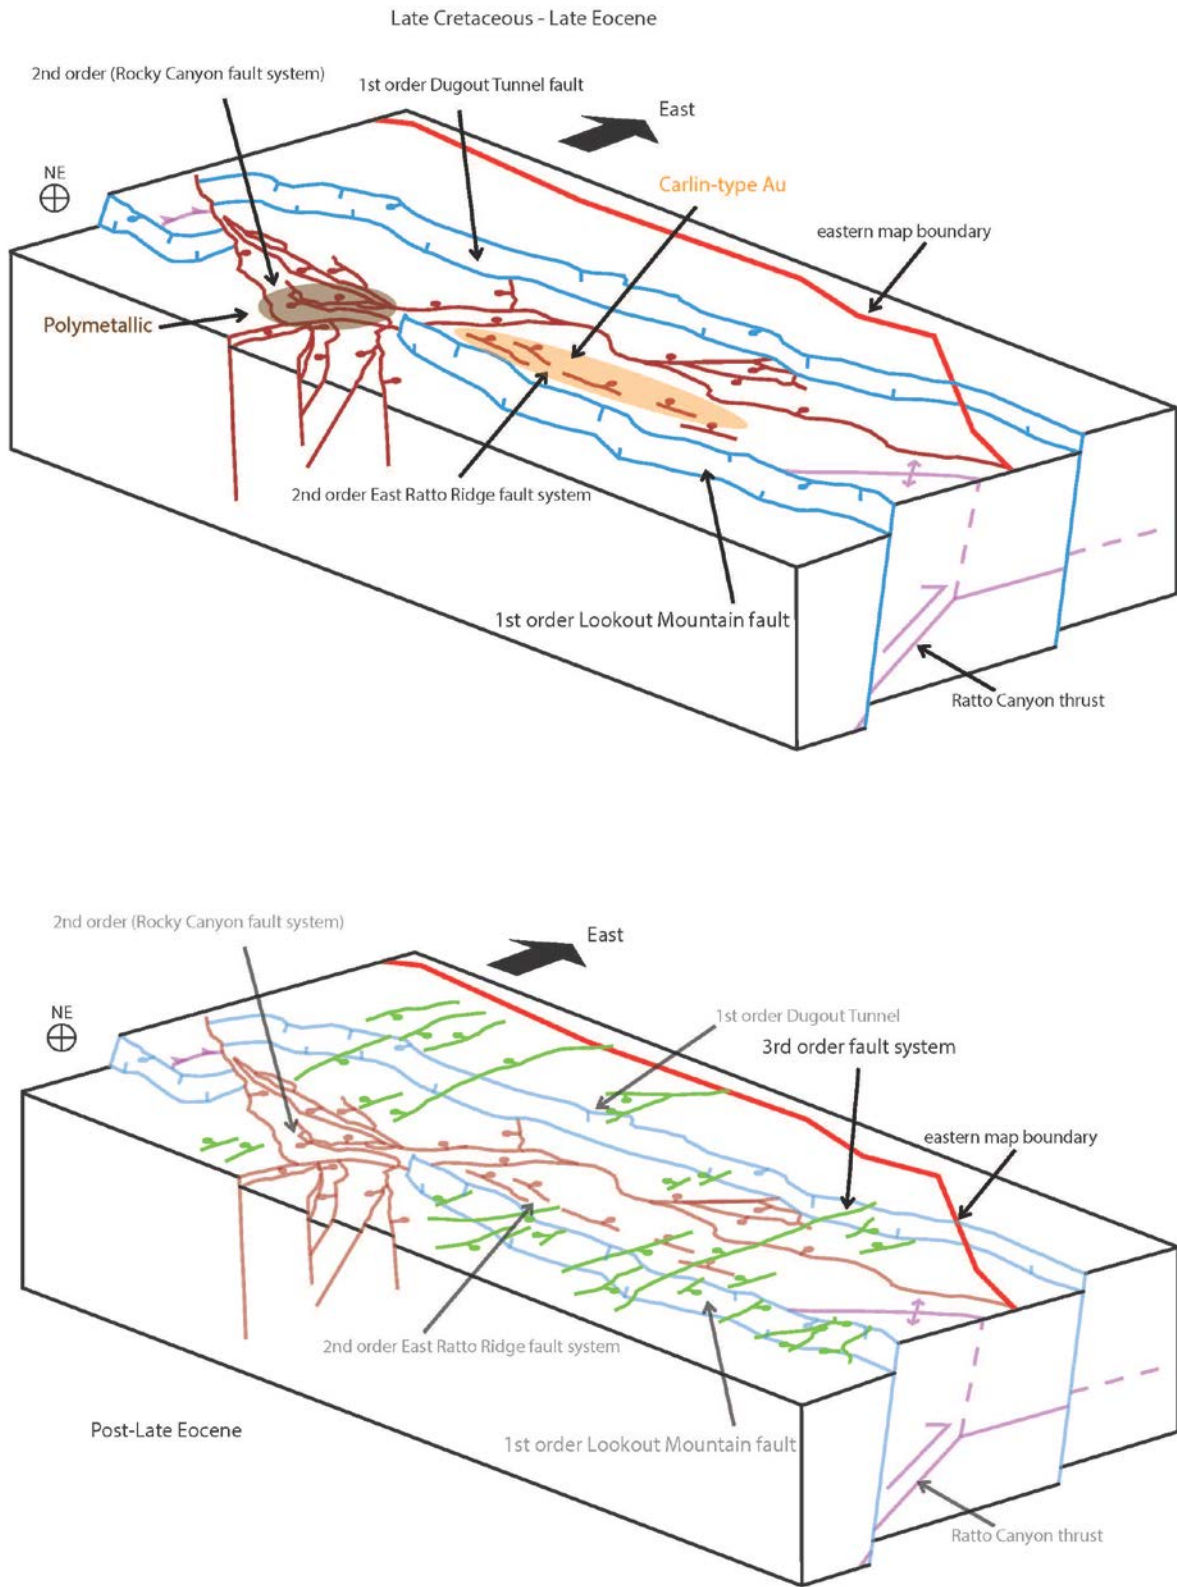 Late Cretaceous - Late Eocene
2nd order (Rocky Canyon fault system)
1st order Dugout Tunnel fault
East
NE
Carlin-type Au
eastern map boundary
Polymetallic
2nd order East Ratto Ridge fault system
1st order Lookout Mountain fault
Ratto Canyon thrust
2nd order (Rocky Canyon fault system)
East
NE
1st order Dugout Tunnel
3rd order fault system
eastern map boundary
2nd order East Ratto Ridge fault system
Post-Late Eocene
1st order Lookout Mountain fault
Ratto Canyon thrust